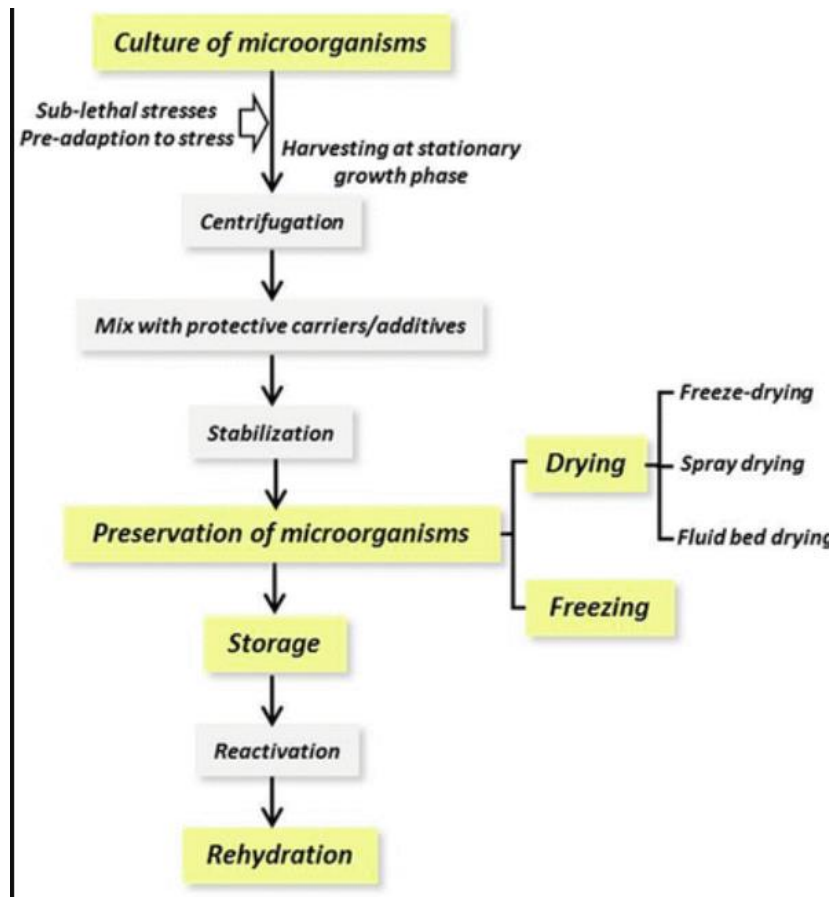 Culture of microorganisms
Sub-lethal stresses
Pre-adaption to stress
Harvesting at stationary
growth phase
Centrifugation
Mix with protective carriers/additives
Stabilization
Preservation of microorganisms
Drying
Freeze-drying
Spray drying
Fluid bed drying
Freezing
Storage
Reactivation
Rehydration